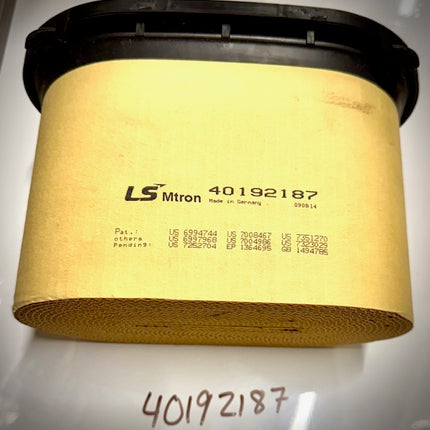 LS Mtron 40192187
Made in Germany 090814
Pat.: US 6994744 US 7008467 US 7351270
others US 6997968 US 7004986 US 7323029
Pending: US 7252704 EP 1364695 GB 1494785
40192187